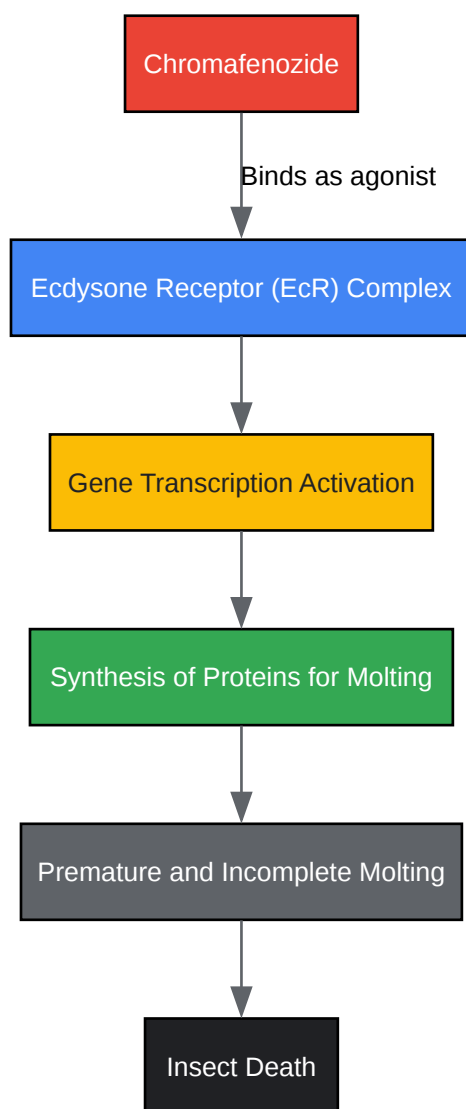 Chromafenozide
Binds as agonist
Ecdysone Receptor (EcR) Complex
Gene Transcription Activation
Synthesis of Proteins for Molting
Premature and Incomplete Molting
Insect Death